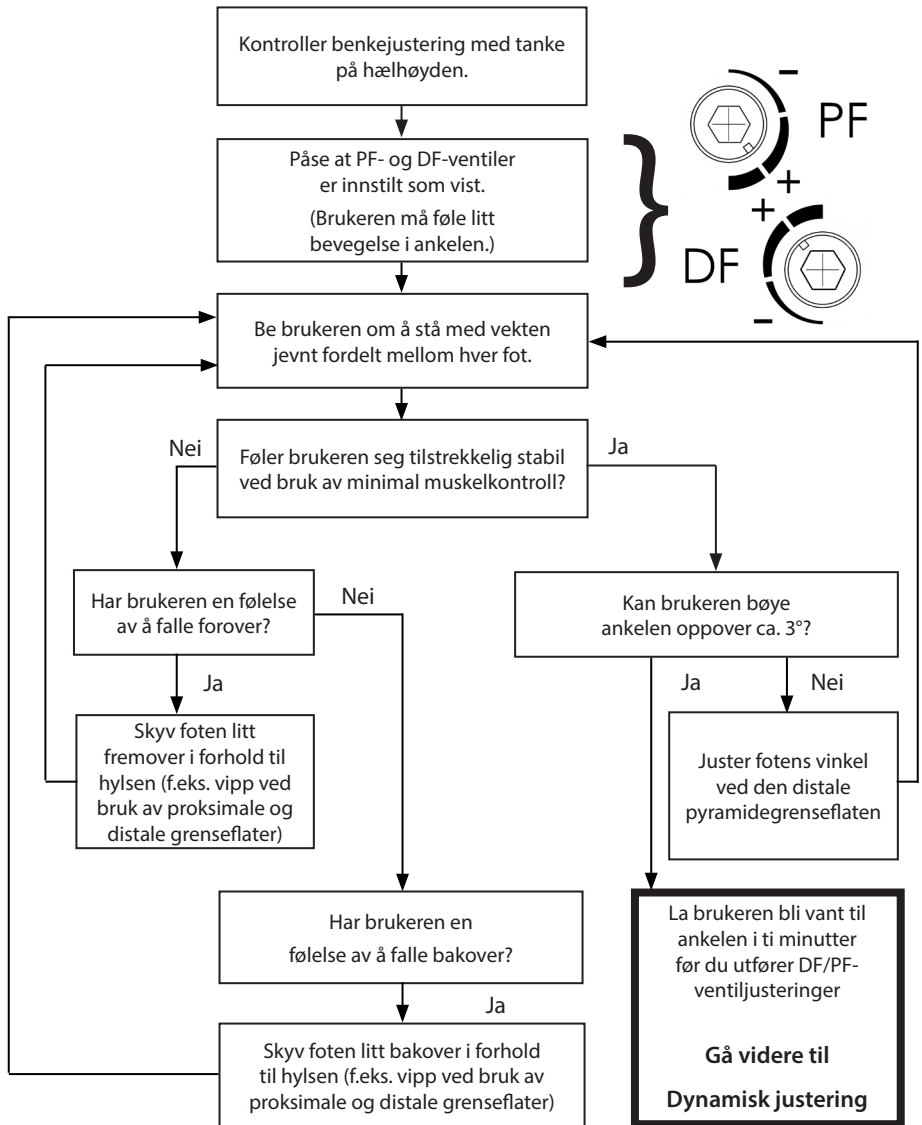 Kontroller benkejustering med tanke
på hælhøyden.
–
PF
+
+
DF
–
Påse at PF- og DF-ventiler
er innstilt som vist.
(Brukeren må føle litt
bevegelse i ankelen.)
Be brukeren om å stå med vekten
jevnt fordelt mellom hver fot.
Nei
Føler brukeren seg tilstrekkelig stabil
ved bruk av minimal muskelkontroll?
Ja
Har brukeren en følelse
av å falle forover?
Nei
Kan brukeren bøye
ankelen oppover ca. 3°?
Ja
Ja
Nei
Skyv foten litt
fremover i forhold til
hylsen (f.eks. vipp ved
bruk av proksimale og
distale grenseflater)
Juster fotens vinkel
ved den distale
pyramidegrenseflaten
Har brukeren en
følelse av å falle bakover?
Ja
Skyv foten litt bakover i forhold
til hylsen (f.eks. vipp ved bruk av
proksimale og distale grenseflater)
La brukeren bli vant til
ankelen i ti minutter
før du utfører DF/PF-
ventiljusteringer
Gå videre til
Dynamisk justering